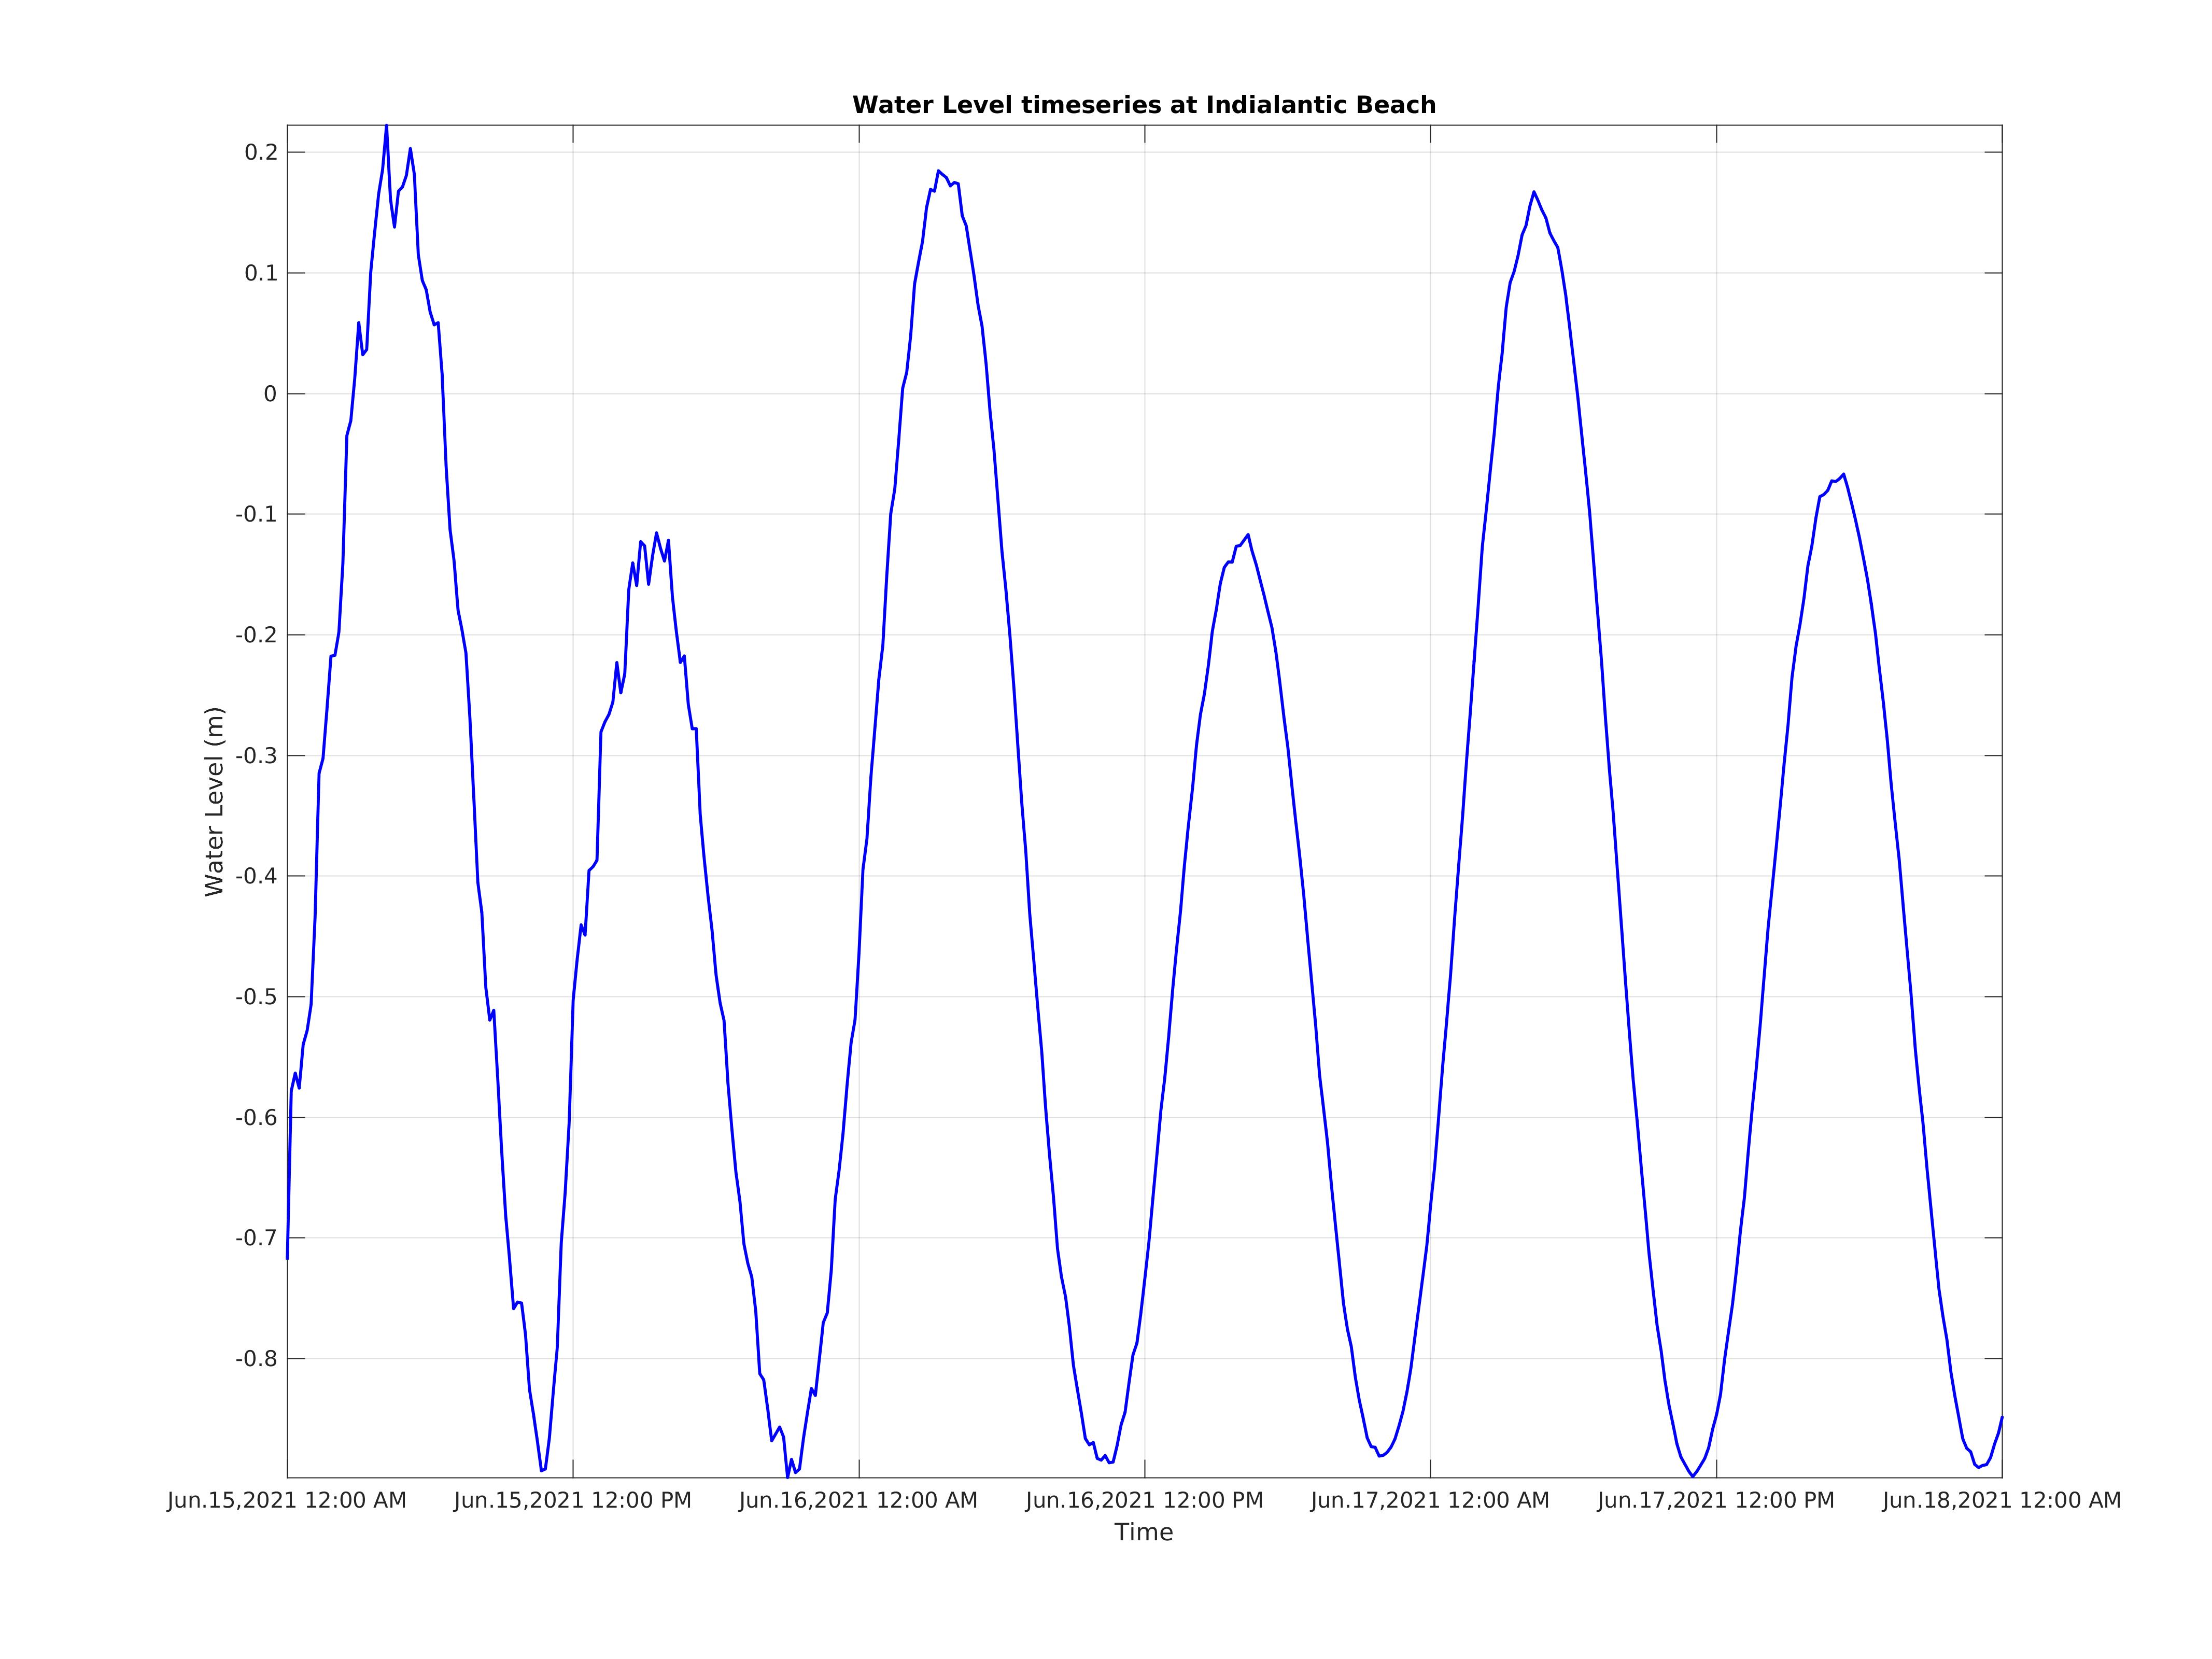 Water Level timeseries at Indialantic Beach
0.2
0.1
0
-0.1
-0.2
-0.3
-0.4
-0.5
-0.6
-0.7
-0.8
Water Level (m)
Jun.15,2021 12:00 AM Jun.15,2021 12:00 PM Jun.16,2021 12:00 AM Jun.16,2021 12:00 PM Jun.17,2021 12:00 AM Jun.17,2021 12:00 PM Jun.18,2021 12:00 AM
Time